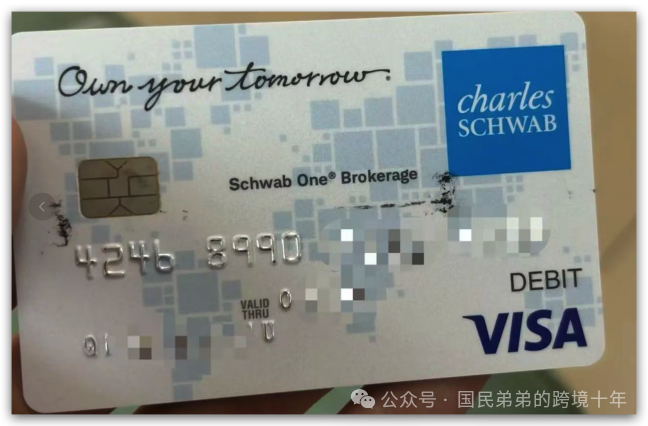 Own your tomorrow.
charles
SCHWAB
Schwab One® Brokerage
4246 8990
DEBIT
VALID
THRU
VISA
公众号 · 国民弟弟的跨境十年